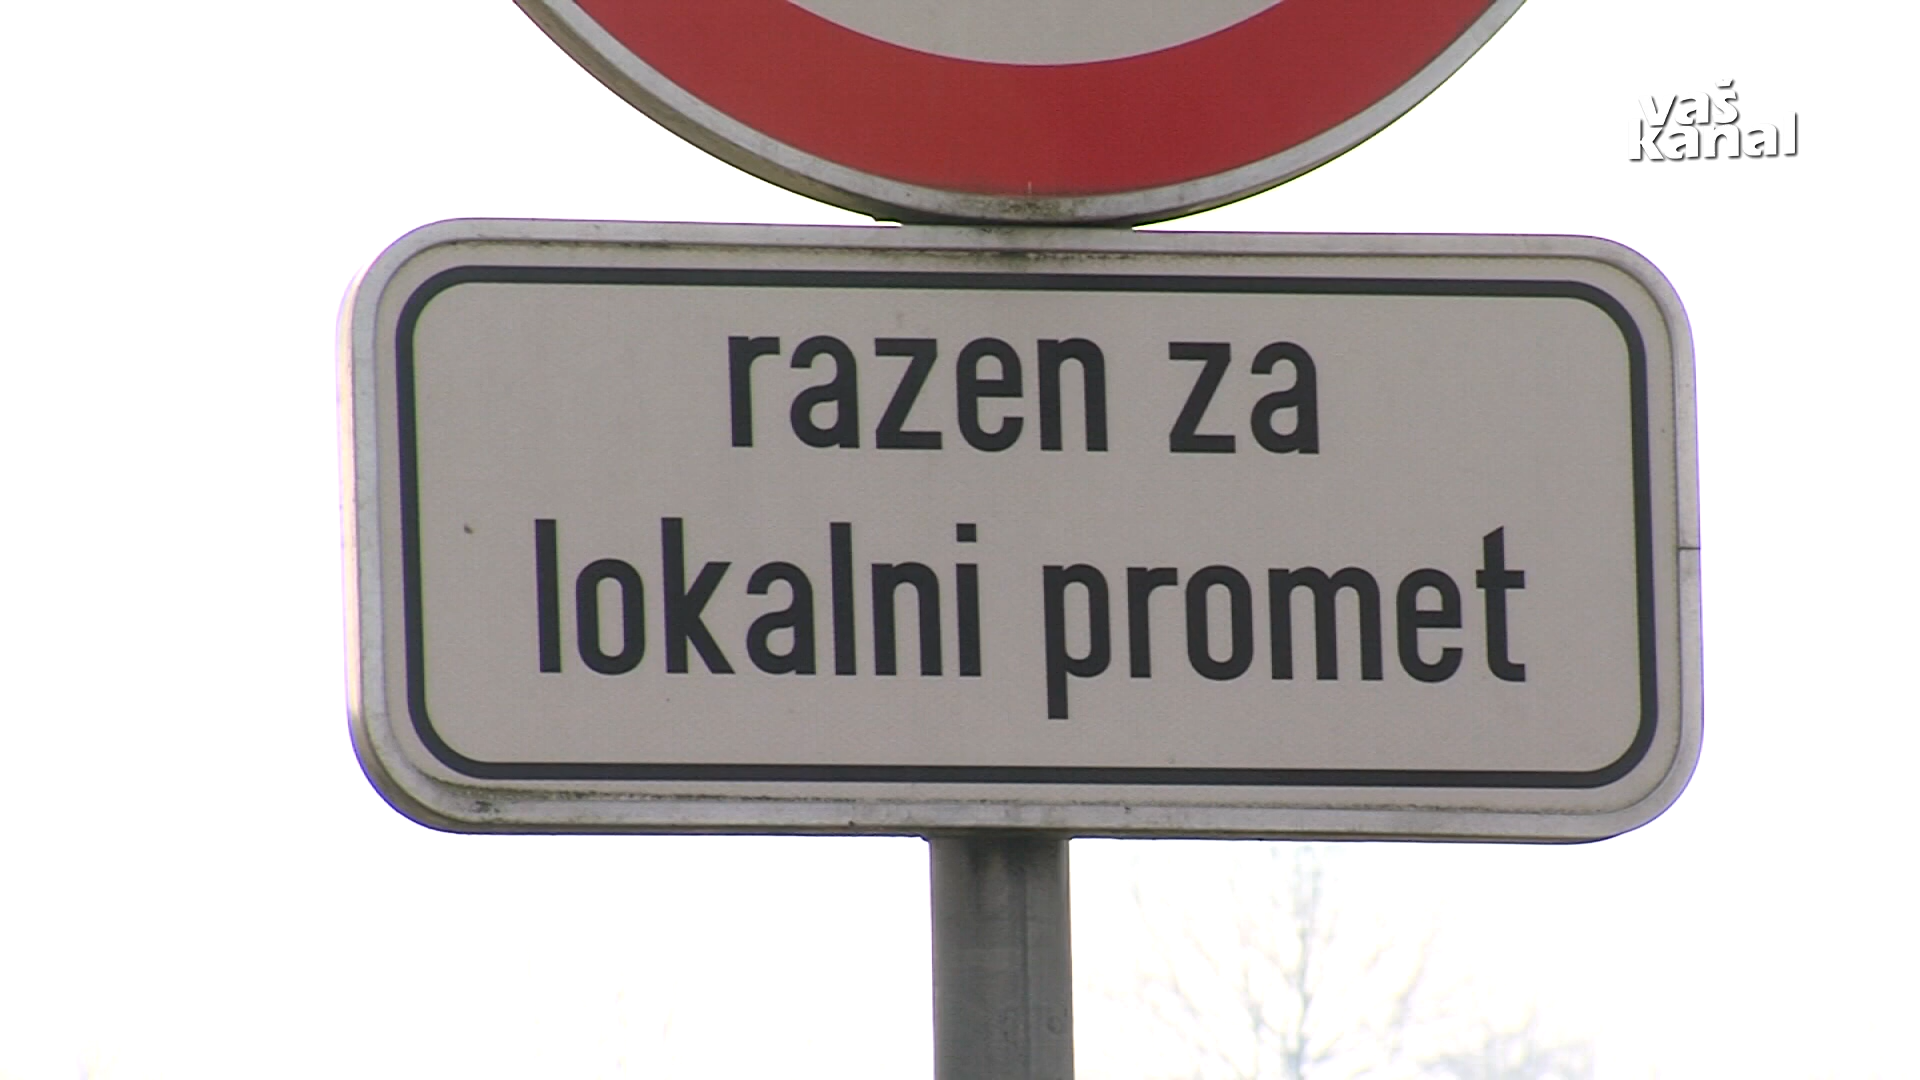 vaš
kanal
razen za
lokalni promet